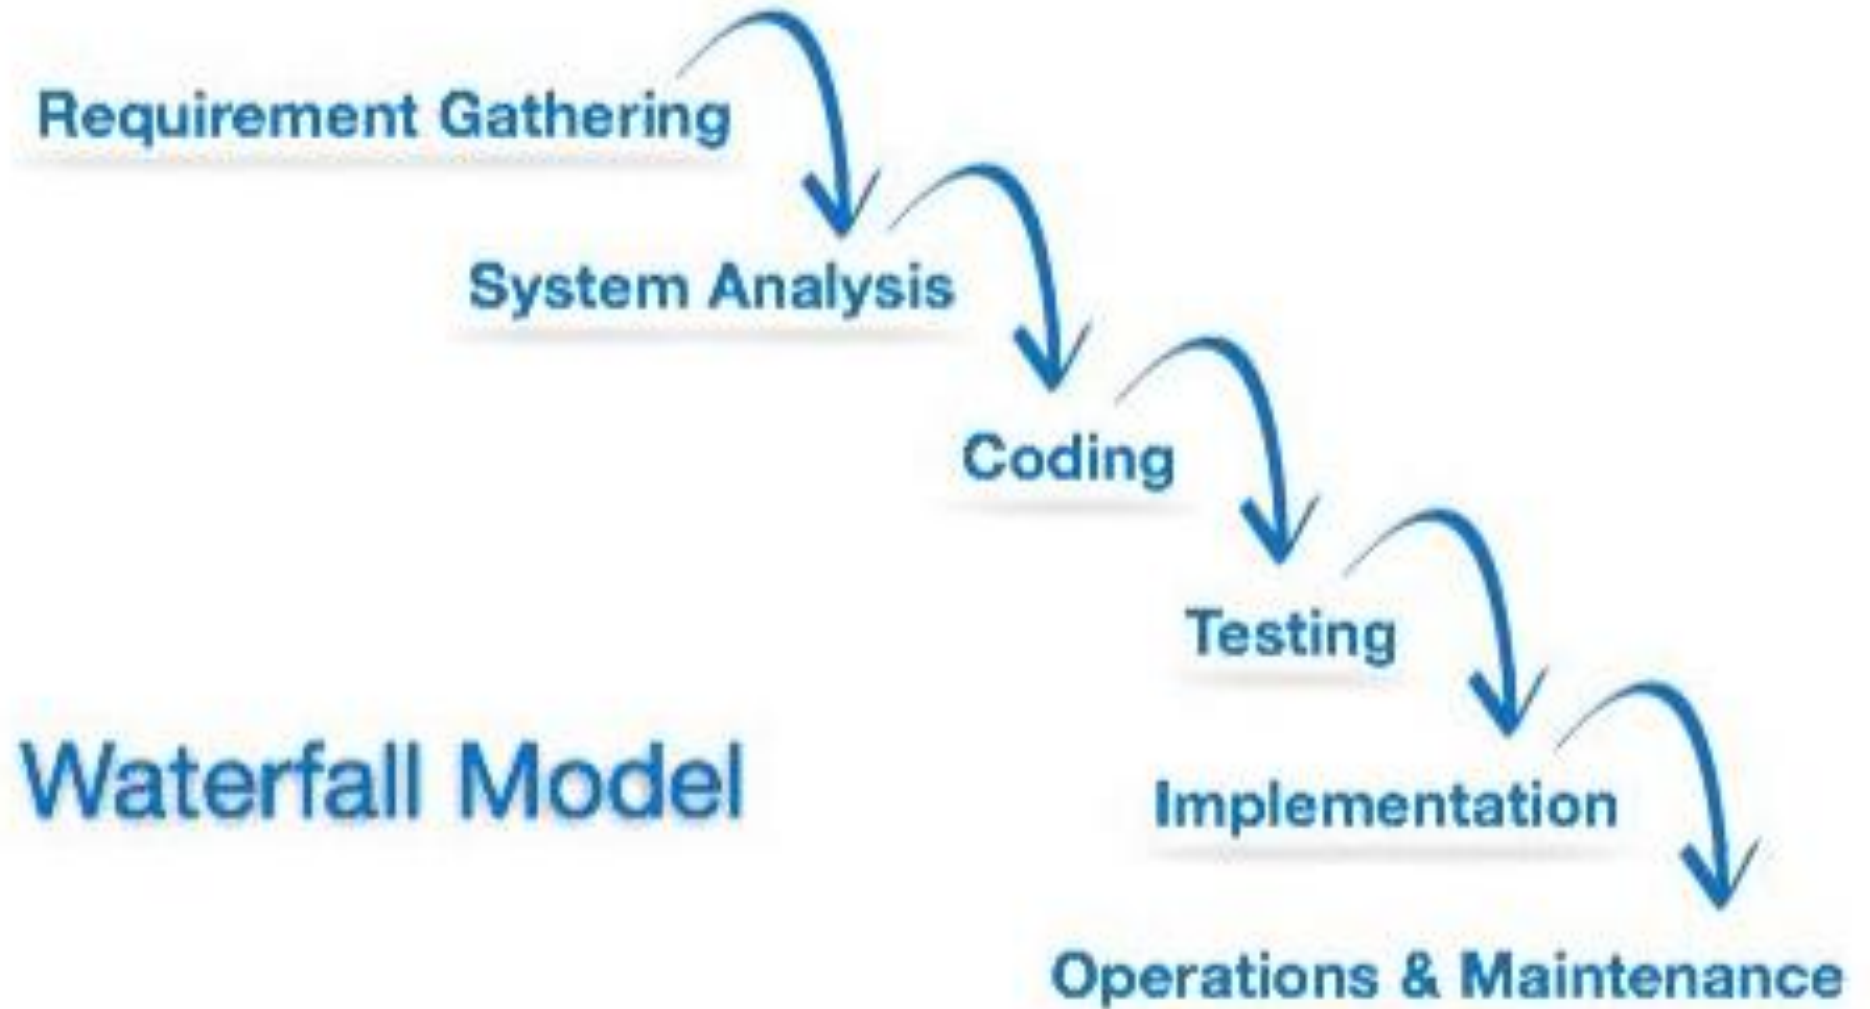 Requirement Gathering
System Analysis
Coding
Testing
Waterfall Model
Implementation
Operations & Maintenance